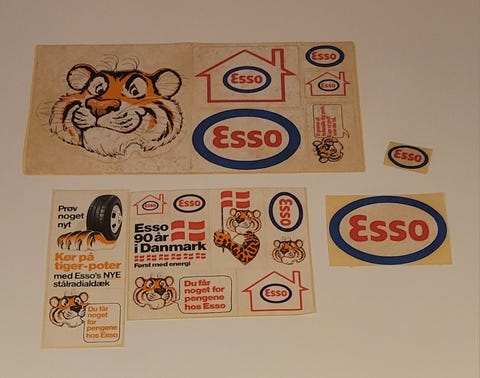 Esso
Esso
Esso
Esso
Esso
Prøv
noget
nyt
Kør på
tiger-poter
med Esso's NYE
stålradialdæk
Du får
noget for
pengene
hos Esso
Esso
Esso
Esso
Esso
90 år
i Danmark
Først med energi
Esso
Du får noget
for pengene
hos Esso
Esso
Esso